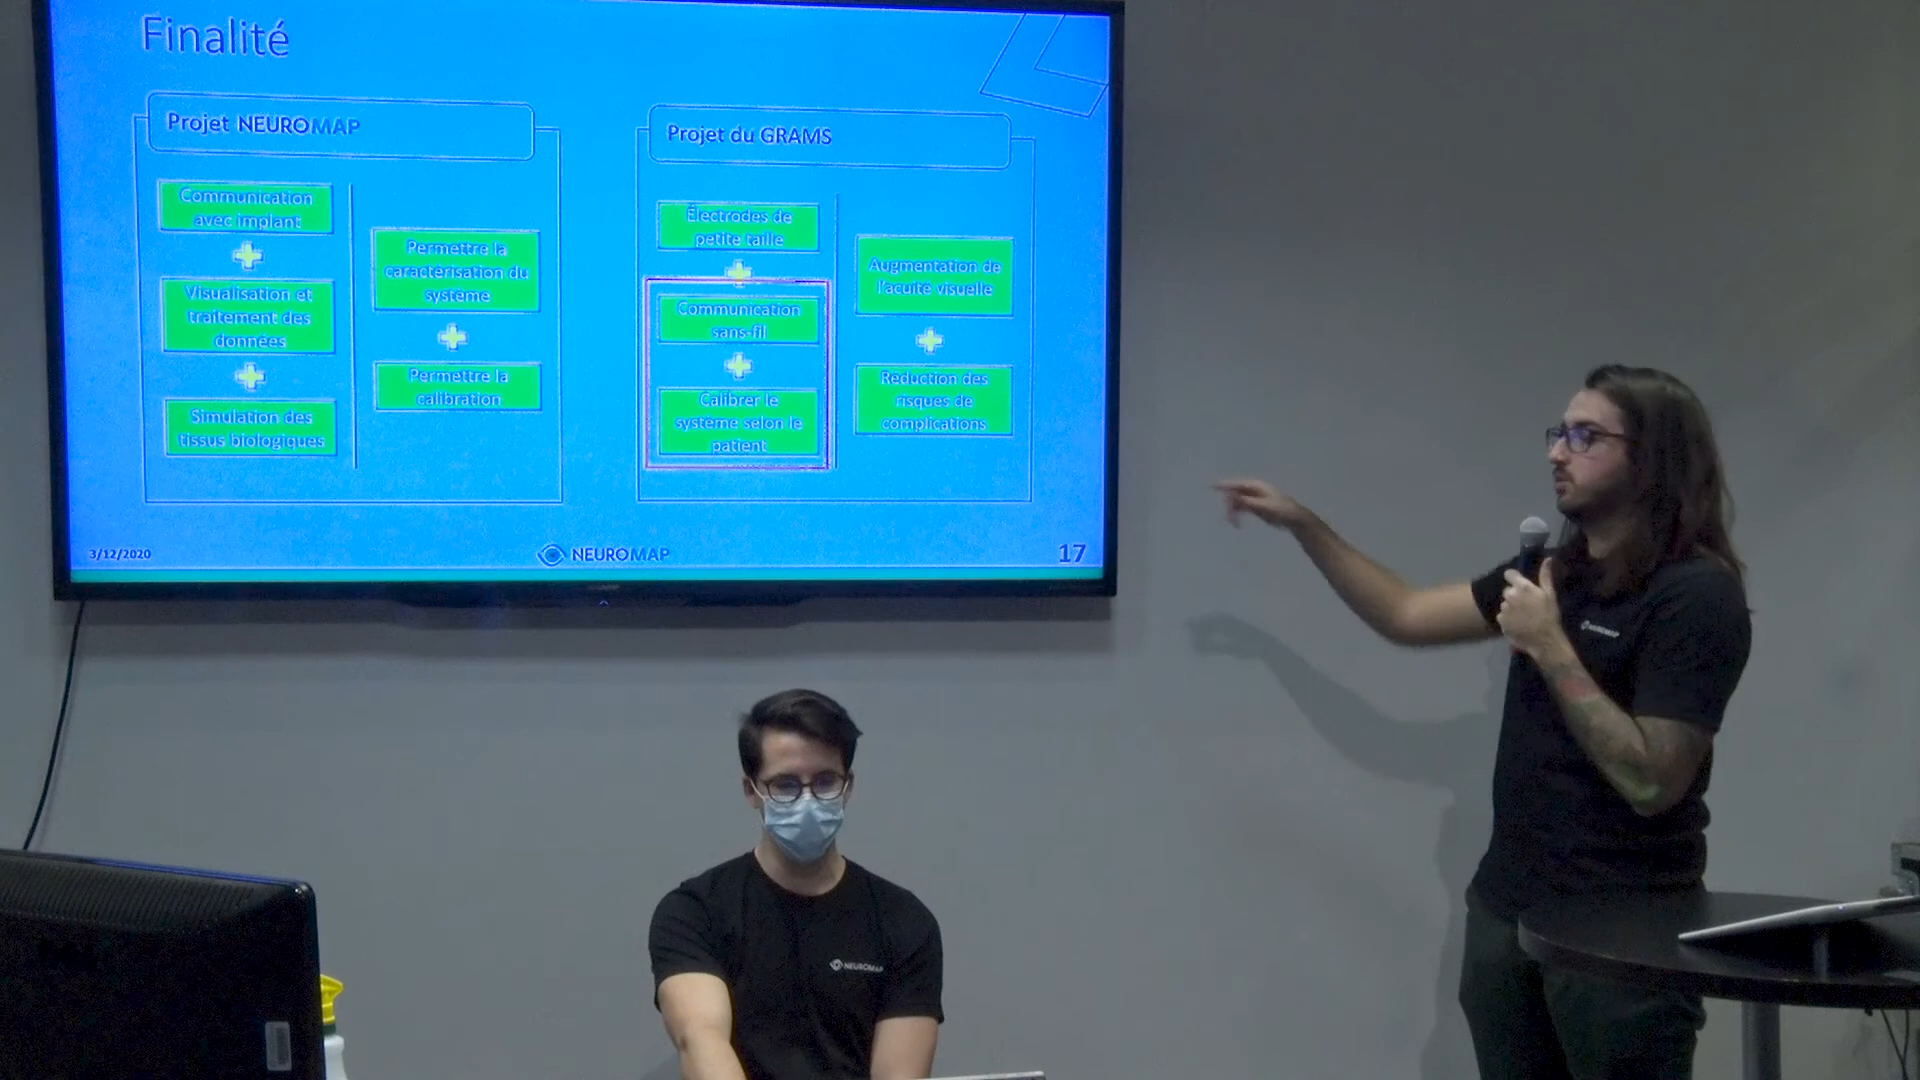 Finalité
Projet NEUROMAP
Communication
avec implant
Visualisation et
traitement des
données
Simulation des
tissus biologiques
Permettre la
caractérisation du
système
Permettre la
calibration
Projet du GRAMS
Électrodes de
petite taille
Communication
sans-fil
Calibrer le
système selon le
patient
Augmentation de
l'acuité visuelle
Réduction des
risques de
complications
3/12/2020
NEUROMAP
17
NEUROMAP
NEUROMAP